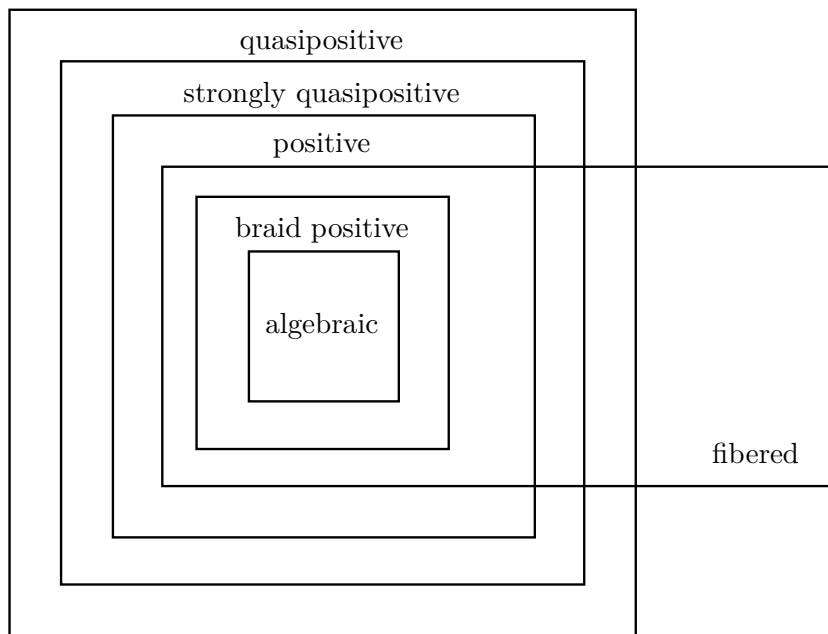 quasipositive
strongly quasipositive
positive
braid positive
algebraic
fibered